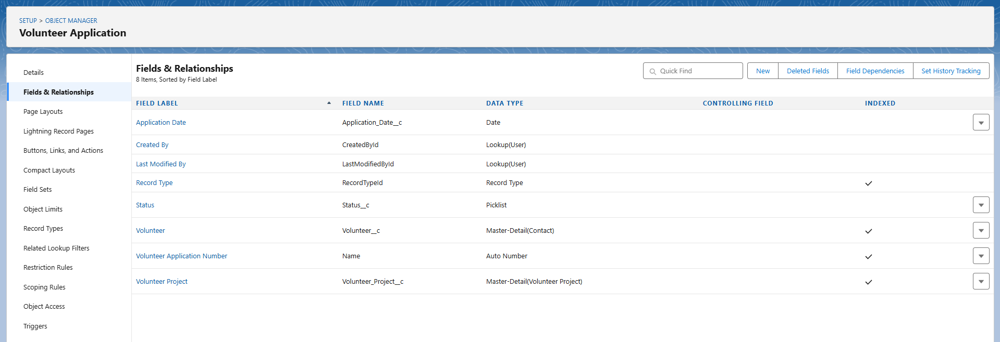 SETUP > OBJECT MANAGER
Volunteer Application
Details
Fields & Relationships
Page Layouts
Lightning Record Pages
Buttons, Links, and Actions
Compact Layouts
Field Sets
Object Limits
Record Types
Related Lookup Filters
Restriction Rules
Scoping Rules
Object Access
Triggers
Fields & Relationships
8 Items, Sorted by Field Label
Quick Find
New
Deleted Fields
Field Dependencies
Set History Tracking
FIELD LABEL FIELD NAME DATA TYPE CONTROLLING FIELD INDEXED
Application Date Application_Date__c Date
Created By CreatedById Lookup(User)
Last Modified By LastModifiedById Lookup(User)
Record Type RecordTypeId Record Type
Status Status__c Picklist
Volunteer Volunteer__c Master-Detail(Contact)
Volunteer Application Number Name Auto Number
Volunteer Project Volunteer_Project__c Master-Detail(Volunteer Project)